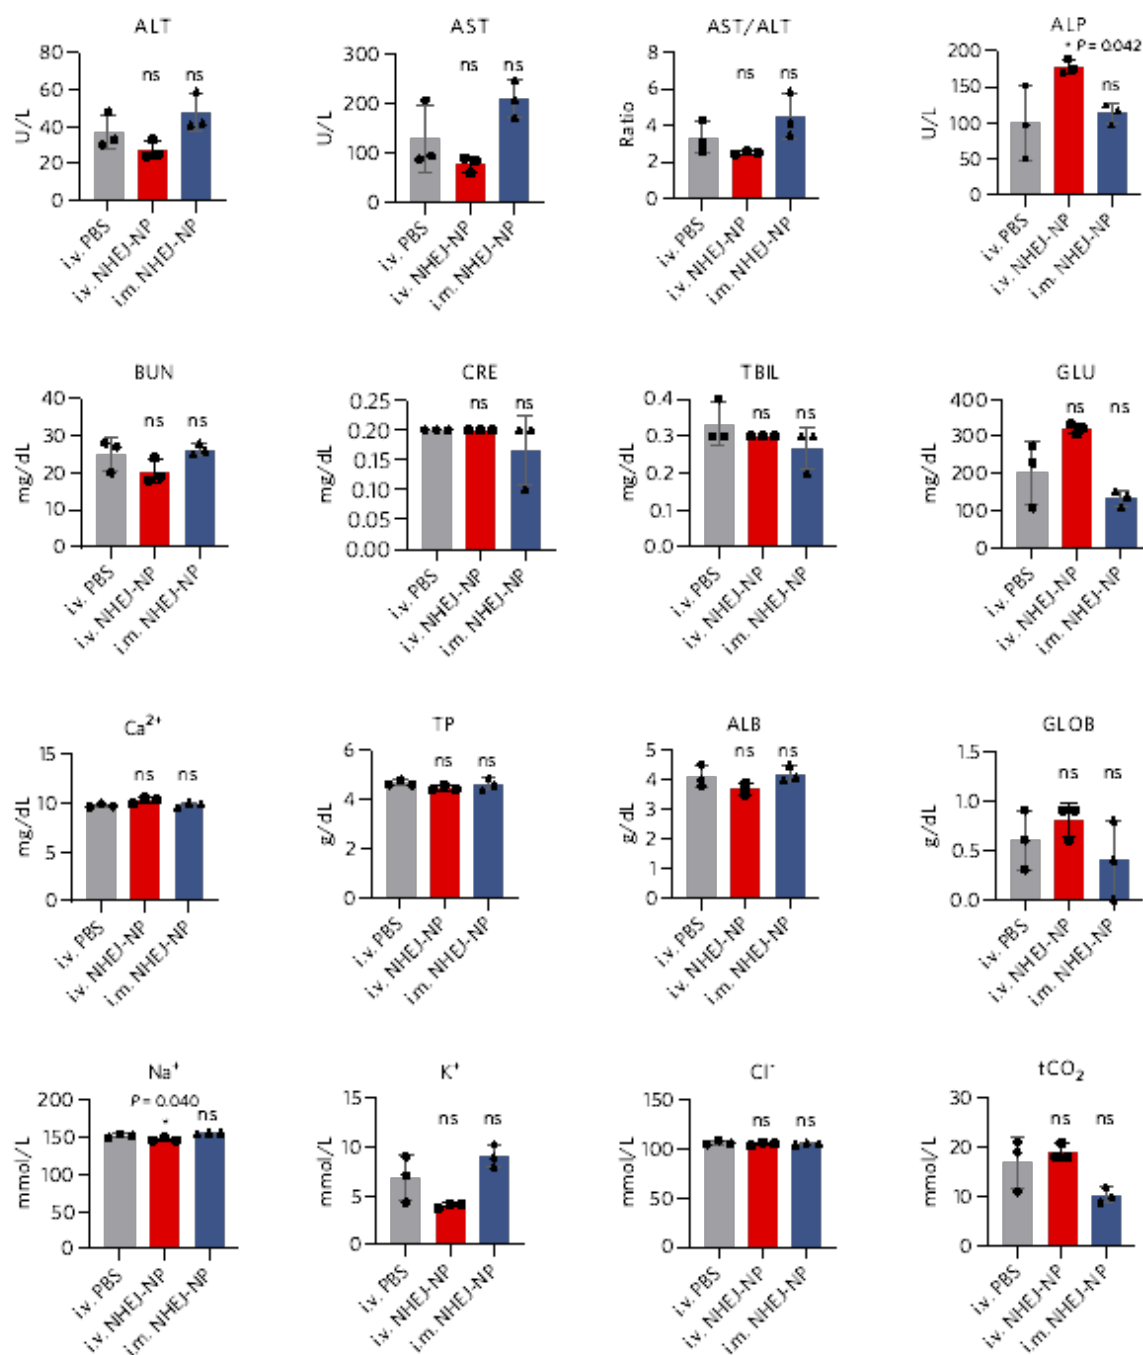 ALT
80
60
40
20
0
U/L
ns
ns
i.v. PBS
i.v. NHEJ-NP
i.m. NHEJ-NP
AST
300
200
100
0
U/L
ns
ns
i.v. PBS
i.v. NHEJ-NP
i.m. NHEJ-NP
AST/ALT
8
6
4
2
0
Ratio
ns
ns
i.v. PBS
i.v. NHEJ-NP
i.m. NHEJ-NP
ALP
* P = 0.042
200
150
100
50
0
U/L
ns
i.v. PBS
i.v. NHEJ-NP
i.m. NHEJ-NP
BUN
40
30
20
10
0
mg/dL
ns
ns
i.v. PBS
i.v. NHEJ-NP
i.m. NHEJ-NP
CRE
0.25
0.20
0.15
0.10
0.05
0.00
mg/dL
ns
ns
i.v. PBS
i.v. NHEJ-NP
i.m. NHEJ-NP
TBIL
0.4
0.3
0.2
0.1
0.0
mg/dL
ns
ns
i.v. PBS
i.v. NHEJ-NP
i.m. NHEJ-NP
GLU
400
300
200
100
0
mg/dL
ns
ns
i.v. PBS
i.v. NHEJ-NP
i.m. NHEJ-NP
Ca²⁺
15
10
5
0
mg/dL
ns
ns
i.v. PBS
i.v. NHEJ-NP
i.m. NHEJ-NP
TP
6
4
2
0
g/dL
ns
ns
i.v. PBS
i.v. NHEJ-NP
i.m. NHEJ-NP
ALB
5
4
3
2
1
0
g/dL
ns
ns
i.v. PBS
i.v. NHEJ-NP
i.m. NHEJ-NP
GLOB
1.5
1.0
0.5
0.0
g/dL
ns
ns
i.v. PBS
i.v. NHEJ-NP
i.m. NHEJ-NP
Na⁺
200
150
100
50
0
mmol/L
P = 0.040
*
ns
i.v. PBS
i.v. NHEJ-NP
i.m. NHEJ-NP
K⁺
15
10
5
0
mmol/L
ns
ns
i.v. PBS
i.v. NHEJ-NP
i.m. NHEJ-NP
Cl⁻
150
100
50
0
mmol/L
ns
ns
i.v. PBS
i.v. NHEJ-NP
i.m. NHEJ-NP
tCO₂
30
20
10
0
mmol/L
ns
ns
i.v. PBS
i.v. NHEJ-NP
i.m. NHEJ-NP